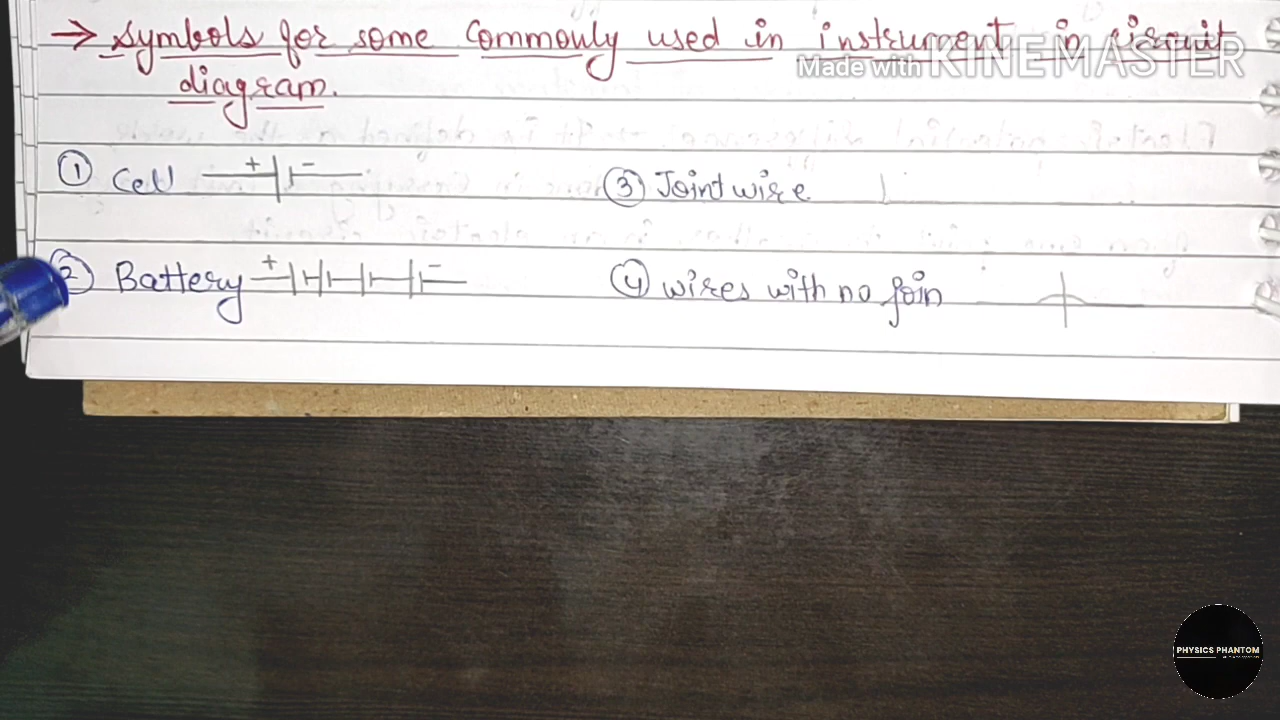 → Symbols for some commonly used in instrument in circuit
diagram.
Made with KINEMASTER
① Cell + -
③ Joint wire
② Battery + -
④ wires with no join
PHYSICS PHANTOM